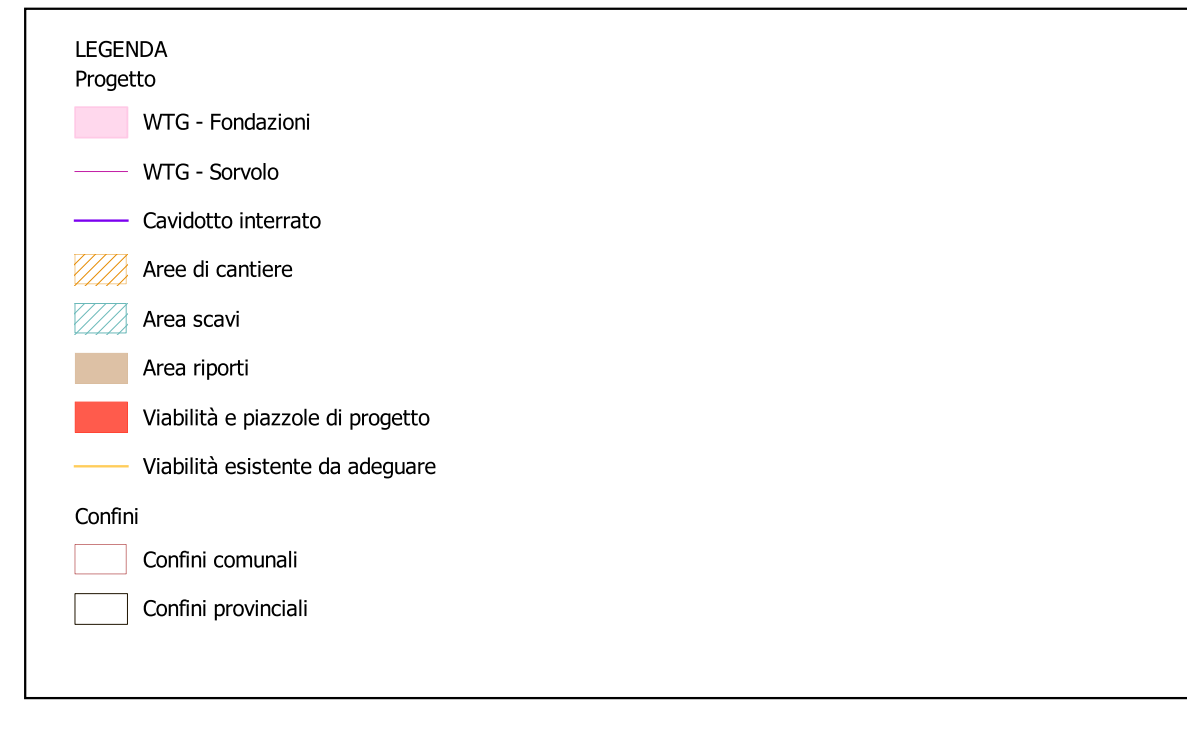 LEGENDA
Progetto
WTG - Fondazioni
WTG - Sorvolo
Cavidotto interrato
Aree di cantiere
Area scavi
Area riporti
Viabilità e piazzole di progetto
Viabilità esistente da adeguare
Confini
Confini comunali
Confini provinciali